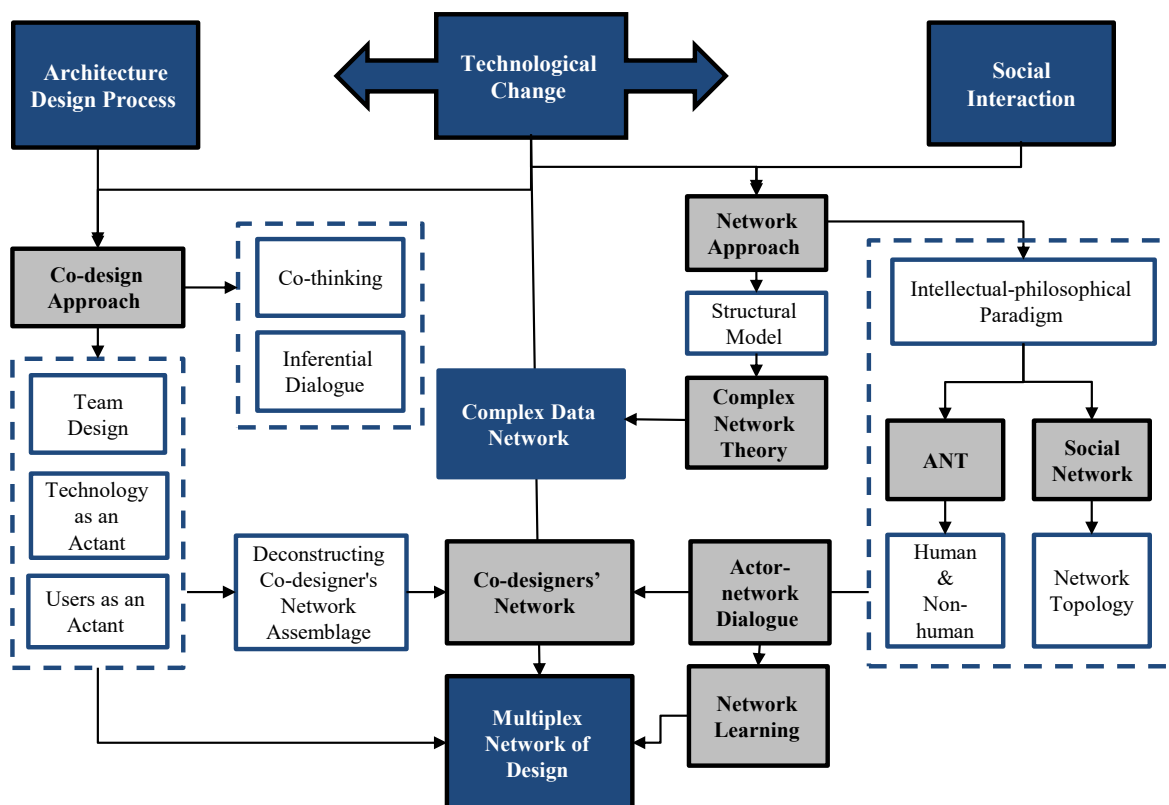 Architecture
Design Process
Technological
Change
Social
Interaction
Network
Approach
Co-design
Approach
Co-thinking
Intellectual-philosophical
Paradigm
Structural
Model
Inferential
Dialogue
Team
Design
Complex Data
Network
Complex
Network
Theory
ANT
Social
Network
Technology
as an
Actant
Deconstructing
Co-designer's
Network
Assemblage
Co-designers’
Network
Actor-
network
Dialogue
Human
&
Non-
human
Network
Topology
Users as an
Actant
Multiplex
Network of
Design
Network
Learning